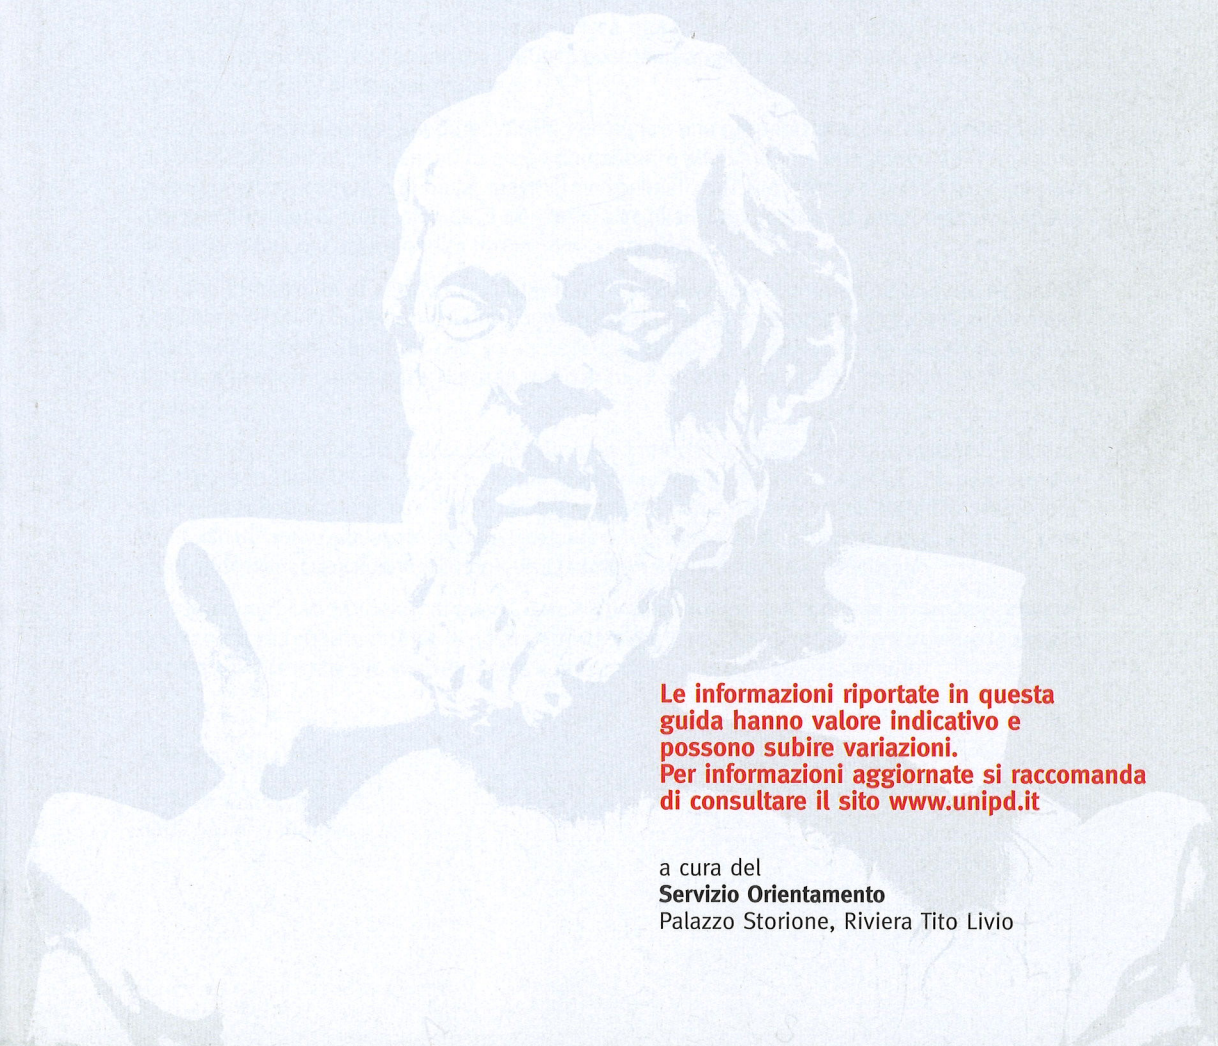 Le informazioni riportate in questa
guida hanno valore indicativo e
possono subire variazioni.
Per informazioni aggiornate si raccomanda
di consultare il sito www.unipd.it
a cura del
Servizio Orientamento
Palazzo Storione, Riviera Tito Livio